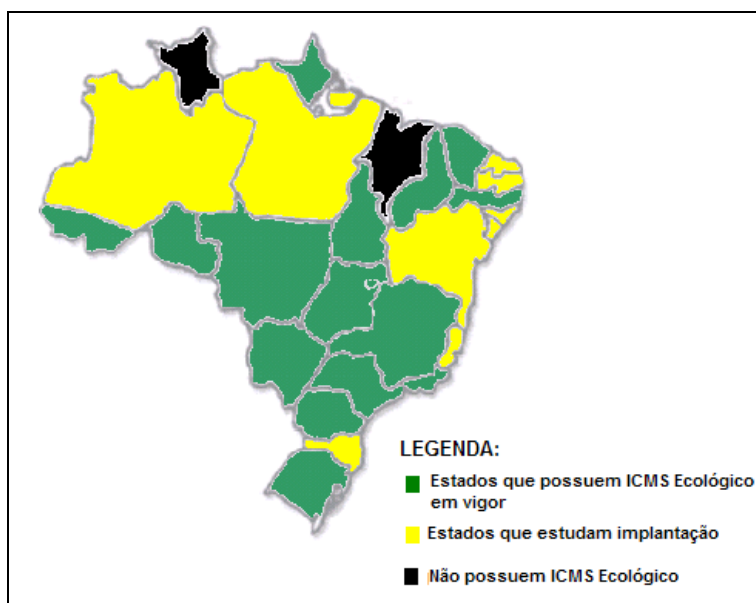 LEGENDA:
Estados que possuem ICMS Ecológico
em vigor
Estados que estudam implantação
Não possuem ICMS Ecológico